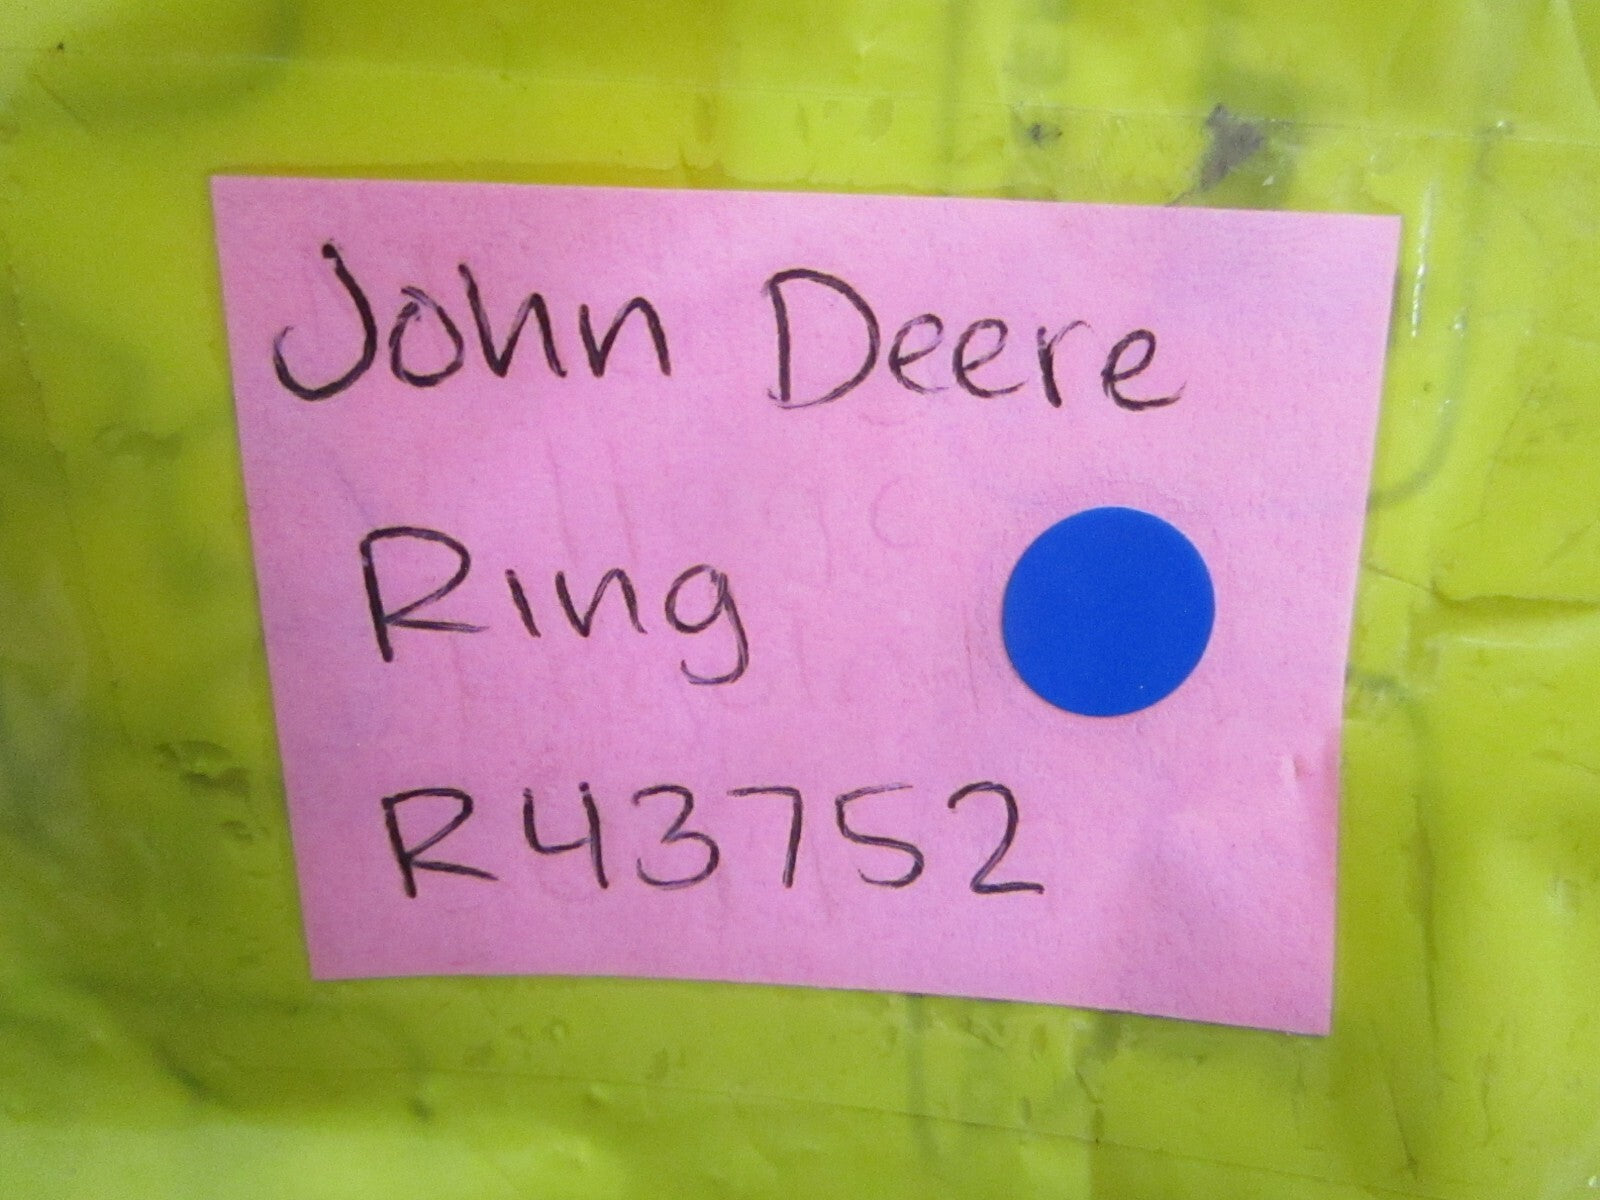 John Deere
Ring
R43752